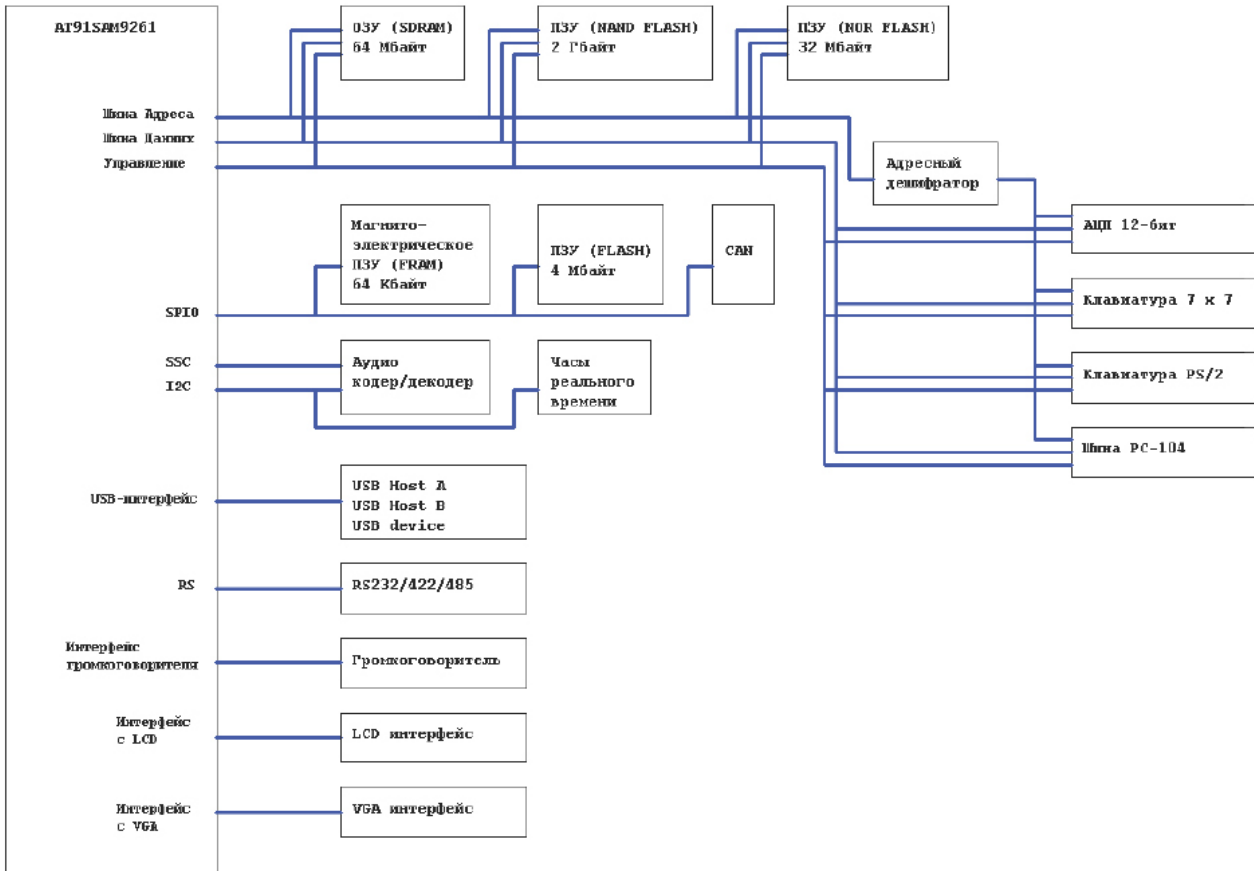 AT91SAM9261
ОЗУ (SDRAM)
64 Мбайт
ПЗУ (NAND FLASH)
2 Гбайт
ПЗУ (NOR FLASH)
32 Мбайт
Шина Адреса
Шина Данных
Управление
Адресный
дешифратор
АЦП 12-бит
Клавиатура 7 x 7
Клавиатура PS/2
Шина PC-104
Магнито-
электрическое
ПЗУ (FRAM)
64 Кбайт
ПЗУ (FLASH)
4 Мбайт
CAN
SPI0
SSC
I2C
Аудио
кодер/декодер
Часы
реального
времени
USB-интерфейс
USB Host A
USB Host B
USB device
RS
RS232/422/485
Интерфейс
громкоговорителя
Громкоговоритель
Интерфейс
с LCD
LCD интерфейс
Интерфейс
с VGA
VGA интерфейс